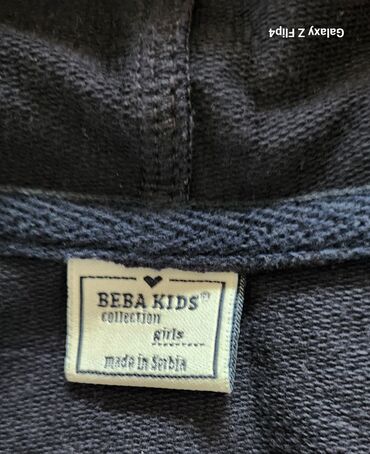 Galaxy Z Flip4
BEBA KIDS®
collection
girls
made in Serbia